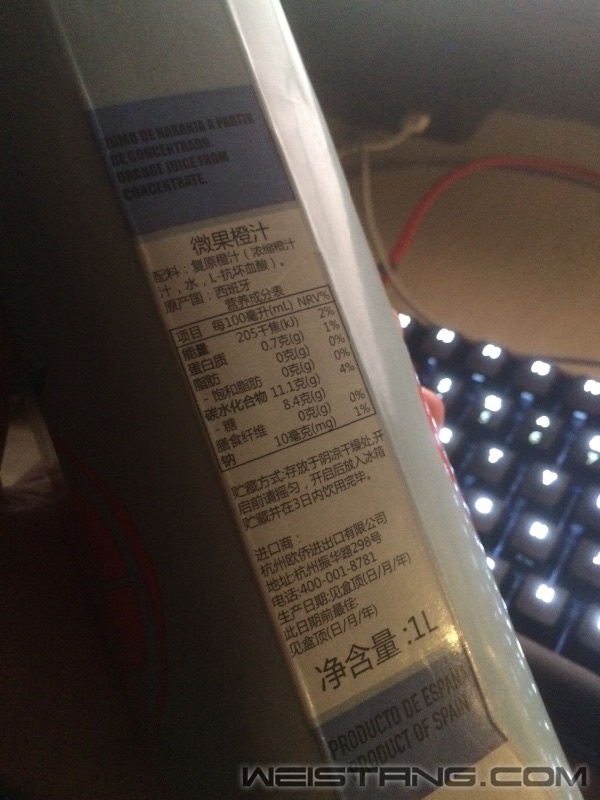 ZUMO DE NARANJA A PARTIR
DE CONCENTRADO.
ORANGE JUICE FROM
CONCENTRATE.
微果橙汁
配料：复原橙汁（浓缩橙汁
汁，水，L-抗坏血酸）。
原产国：西班牙
营养成分表
项目 每100毫升(mL) NRV%
能量 205千焦(kJ) 2%
蛋白质 0.7克(g) 1%
脂肪 0克(g) 0%
- 饱和脂肪 0克(g) 0%
碳水化合物 11.1克(g) 4%
- 糖 8.4克(g)
膳食纤维 0克(g) 0%
钠 10毫克(mg) 1%
贮藏方式:存放于阴凉干燥处,开
启前请摇匀，开启后放入冰箱
贮藏并在3日内饮用完毕。
进口商：
杭州欧侨进出口有限公司
地址:杭州振华路298号
电话:400-001-8781
生产日期:见盒顶(日/月/年)
此日期前最佳:
见盒顶(日/月/年)
净含量:1L
PRODUCTO DE ESPAÑA
PRODUCT OF SPAIN
WEISTANG.COM